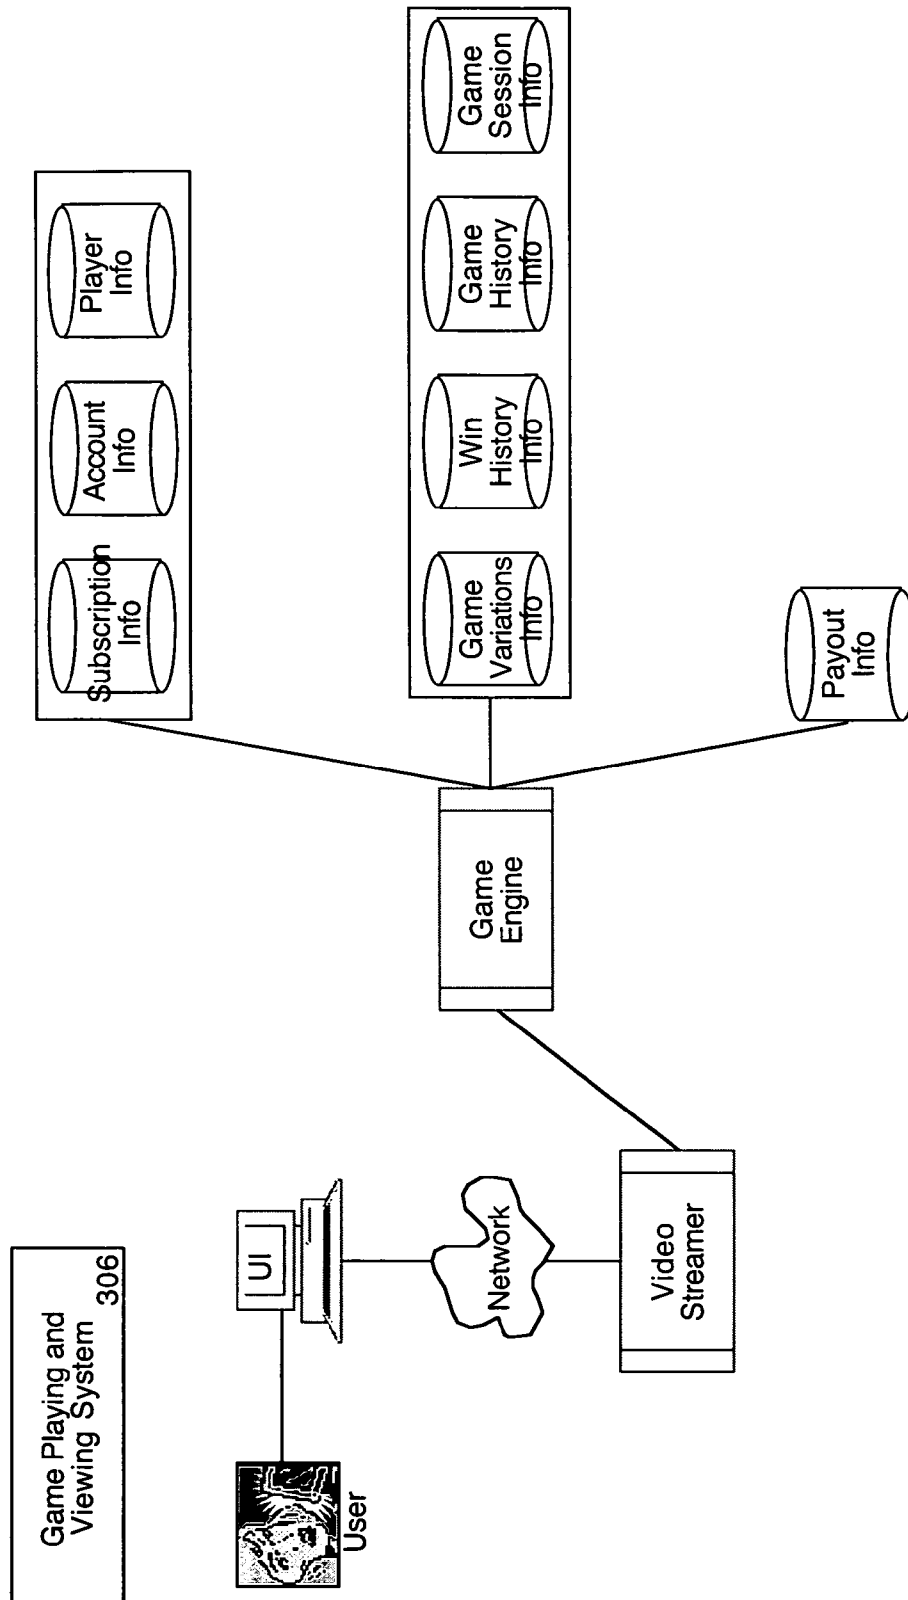 Game Playing and
Viewing System
306
User
UI
Network
Video
Streamer
Game
Engine
Subscription
Info
Account
Info
Player
Info
Game
Variations
Info
Win
History
Info
Game
History
Info
Game
Session
Info
Payout
Info